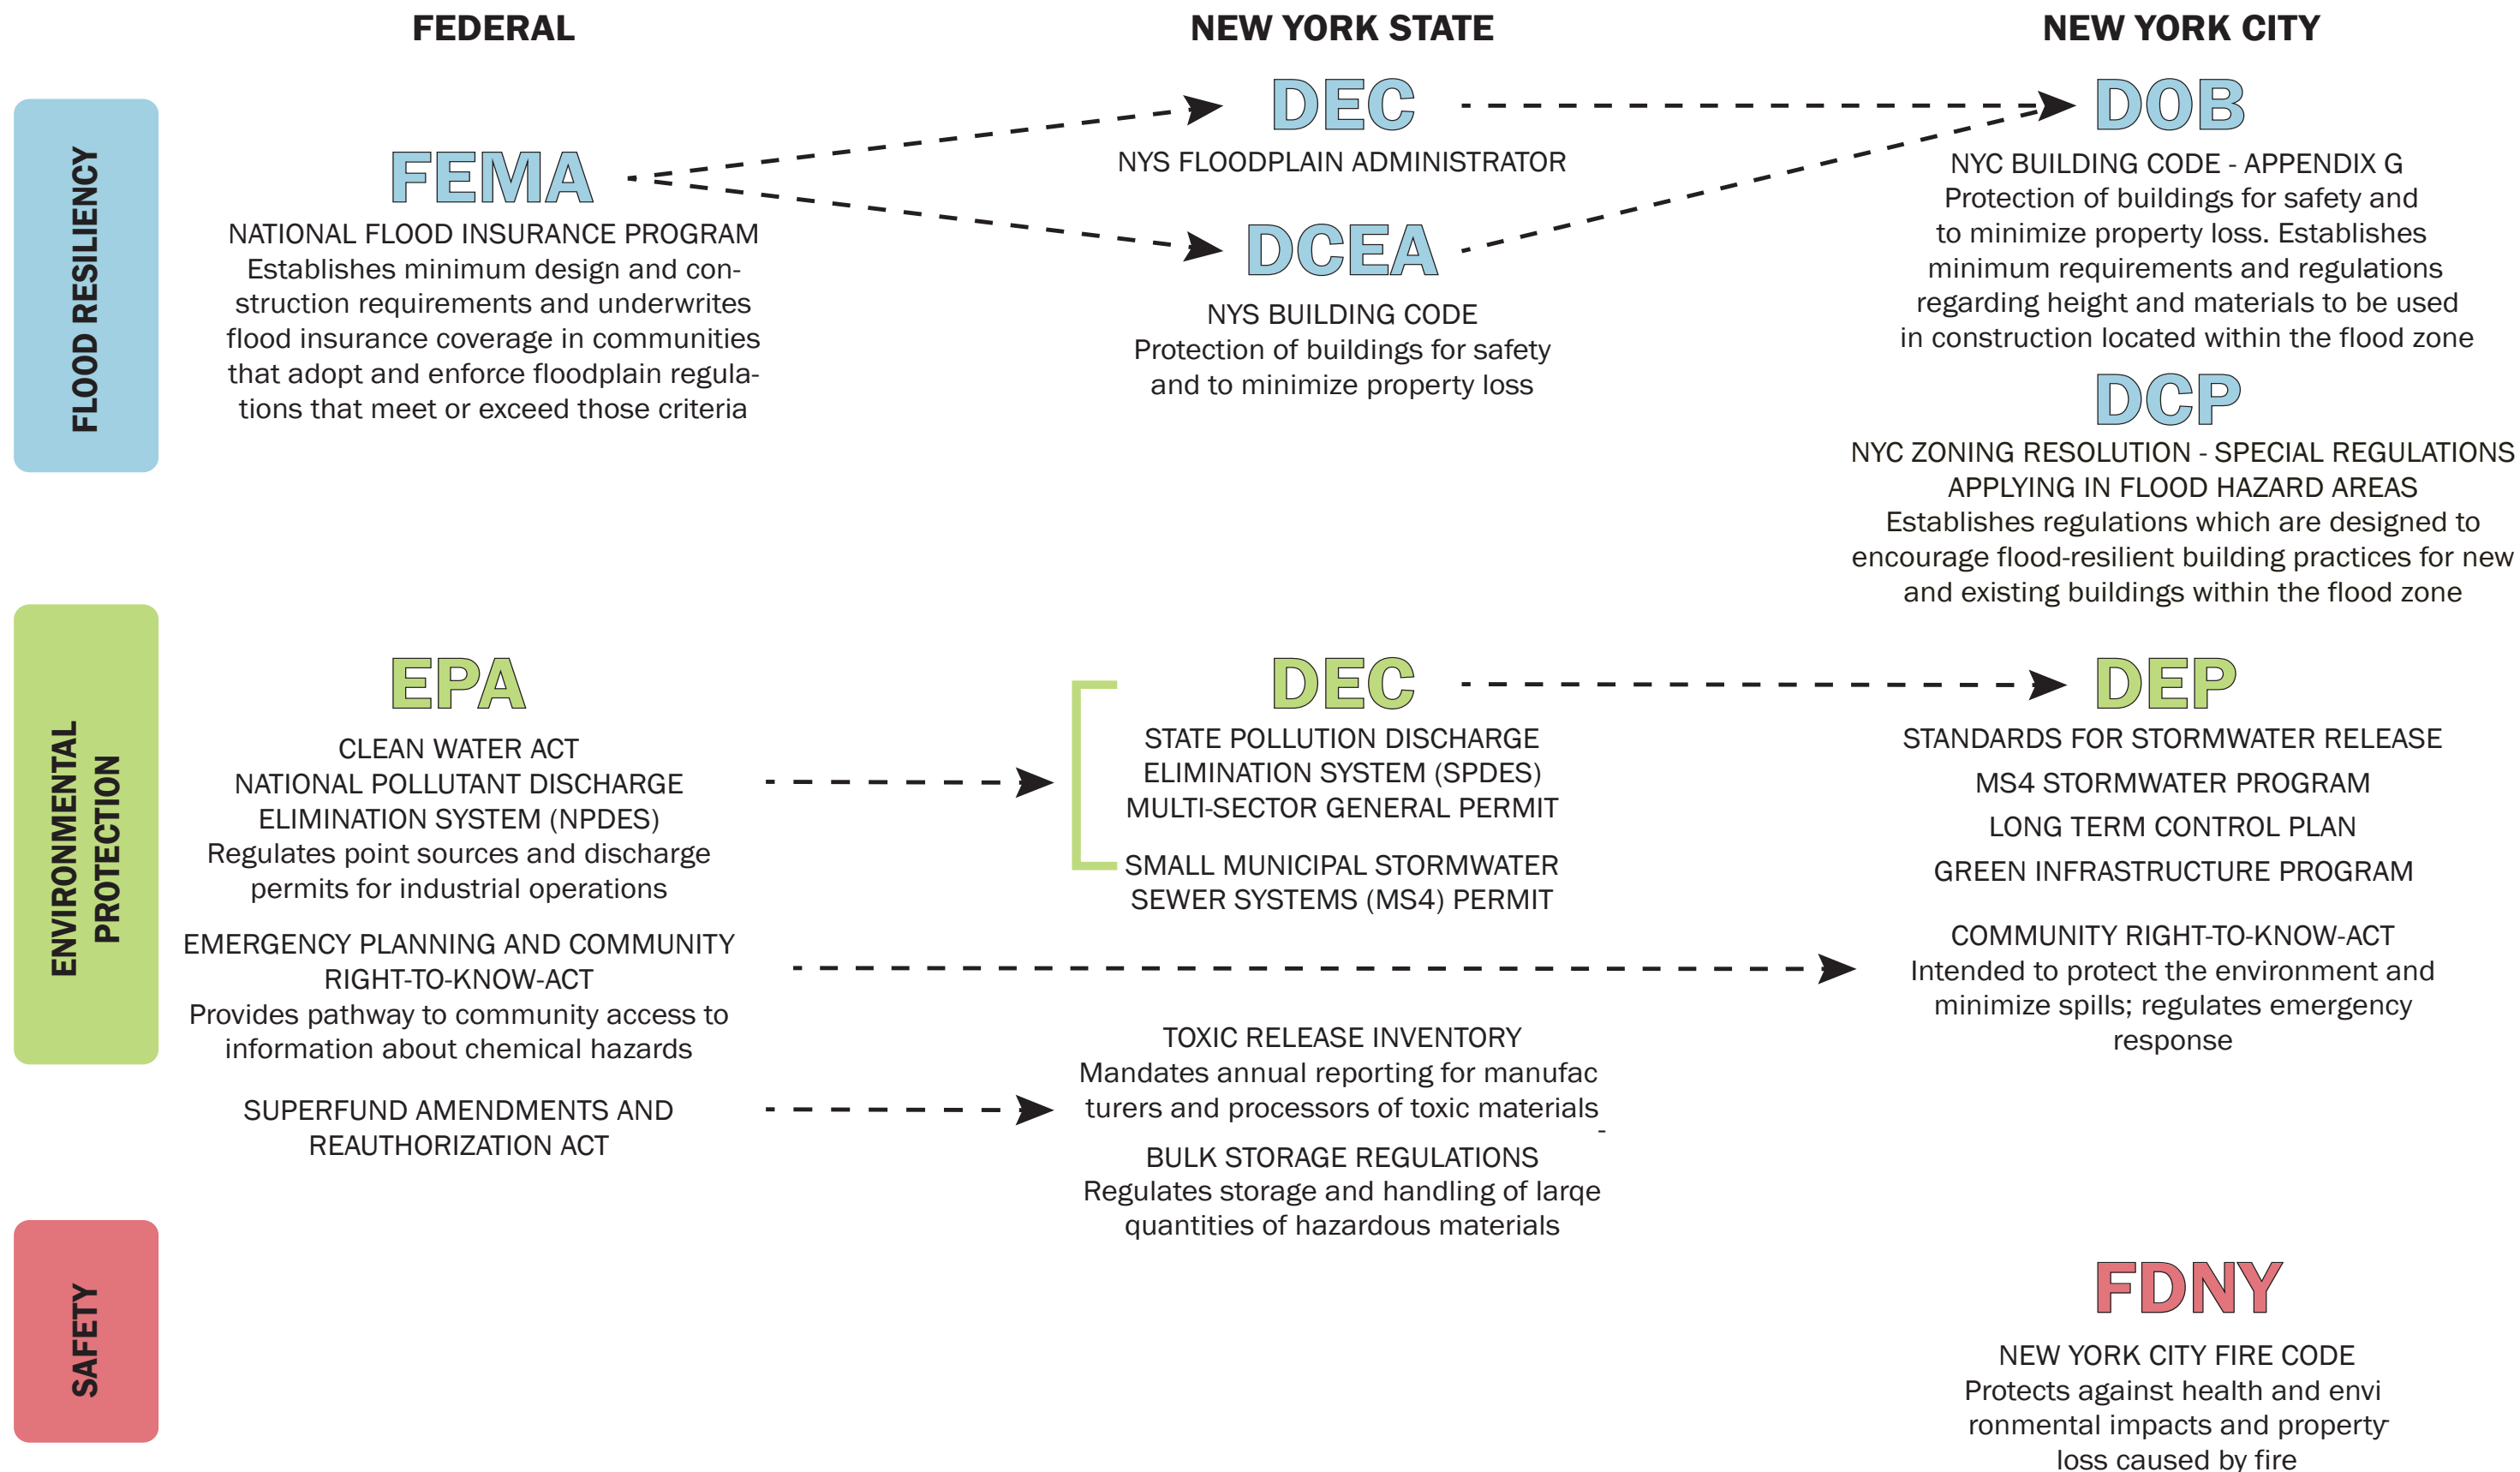 FEDERAL
NEW YORK STATE
NEW YORK CITY
FLOOD RESILIENCY
FEMA
NATIONAL FLOOD INSURANCE PROGRAM
Establishes minimum design and con-
struction requirements and underwrites
flood insurance coverage in communities
that adopt and enforce floodplain regula-
tions that meet or exceed those criteria
DEC
NYS FLOODPLAIN ADMINISTRATOR
DCEA
NYS BUILDING CODE
Protection of buildings for safety
and to minimize property loss
DOB
NYC BUILDING CODE - APPENDIX G
Protection of buildings for safety and
to minimize property loss. Establishes
minimum requirements and regulations
regarding height and materials to be used
in construction located within the flood zone
DCP
NYC ZONING RESOLUTION - SPECIAL REGULATIONS
APPLYING IN FLOOD HAZARD AREAS
Establishes regulations which are designed to
encourage flood-resilient building practices for new
and existing buildings within the flood zone
ENVIRONMENTAL
PROTECTION
EPA
CLEAN WATER ACT
NATIONAL POLLUTANT DISCHARGE
ELIMINATION SYSTEM (NPDES)
Regulates point sources and discharge
permits for industrial operations
EMERGENCY PLANNING AND COMMUNITY
RIGHT-TO-KNOW-ACT
Provides pathway to community access to
information about chemical hazards
SUPERFUND AMENDMENTS AND
REAUTHORIZATION ACT
DEC
STATE POLLUTION DISCHARGE
ELIMINATION SYSTEM (SPDES)
MULTI-SECTOR GENERAL PERMIT
SMALL MUNICIPAL STORMWATER
SEWER SYSTEMS (MS4) PERMIT
TOXIC RELEASE INVENTORY
Mandates annual reporting for manufac
turers and processors of toxic materials
-
BULK STORAGE REGULATIONS
Regulates storage and handling of large
quantities of hazardous materials
DEP
STANDARDS FOR STORMWATER RELEASE
MS4 STORMWATER PROGRAM
LONG TERM CONTROL PLAN
GREEN INFRASTRUCTURE PROGRAM
COMMUNITY RIGHT-TO-KNOW-ACT
Intended to protect the environment and
minimize spills; regulates emergency
response
SAFETY
FDNY
NEW YORK CITY FIRE CODE
Protects against health and envi
ronmental impacts and property-
loss caused by fire